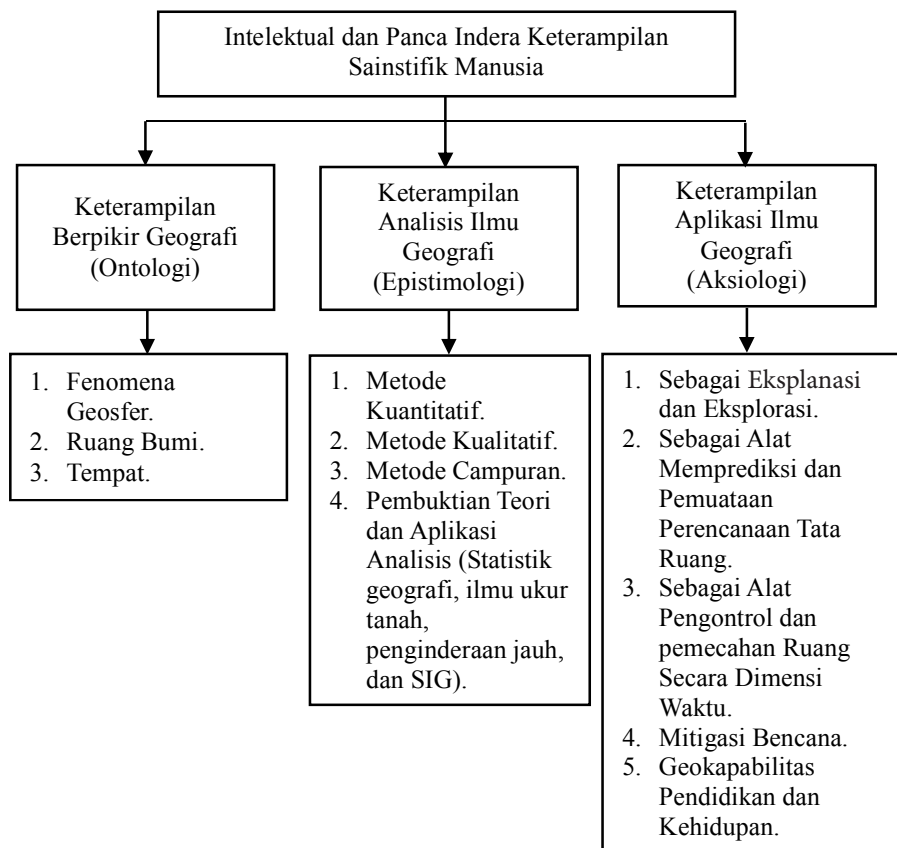 Intelektual dan Panca Indera Keterampilan
Sainstifik Manusia
Keterampilan
Berpikir Geografi
(Ontologi)
Keterampilan
Analisis Ilmu
Geografi
(Epistimologi)
Keterampilan
Aplikasi Ilmu
Geografi
(Aksiologi)
1. Fenomena
Geosfer.
2. Ruang Bumi.
3. Tempat.
1. Metode
Kuantitatif.
2. Metode Kualitatif.
3. Metode Campuran.
4. Pembuktian Teori
dan Aplikasi
Analisis (Statistik
geografi, ilmu ukur
tanah,
penginderaan jauh,
dan SIG).
1. Sebagai Eksplanasi
dan Eksplorasi.
2. Sebagai Alat
Memprediksi dan
Pemuataan
Perencanaan Tata
Ruang.
3. Sebagai Alat
Pengontrol dan
pemecahan Ruang
Secara Dimensi
Waktu.
4. Mitigasi Bencana.
5. Geokapabilitas
Pendidikan dan
Kehidupan.